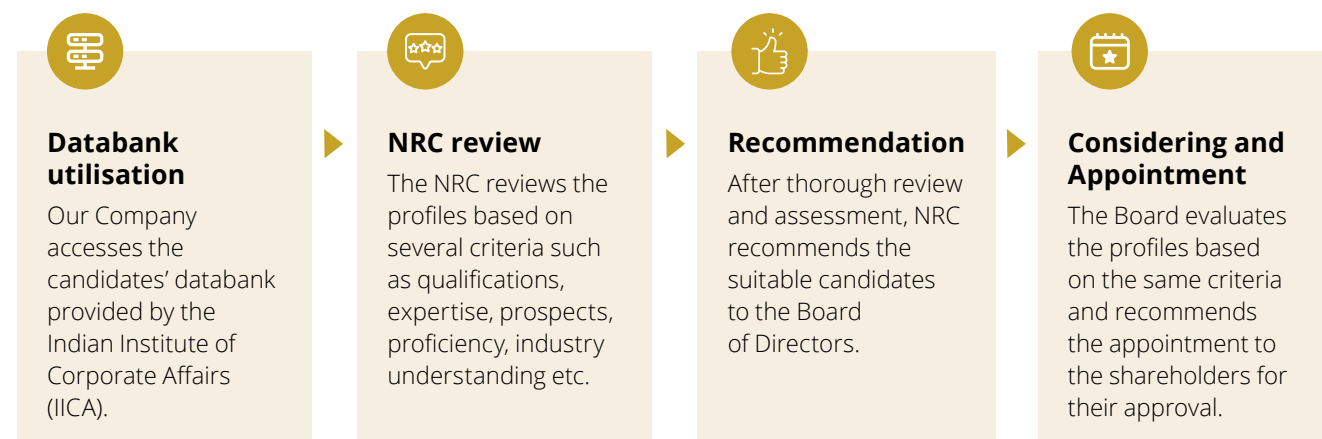 Databank
utilisation
Our Company
accesses the
candidates’ databank
provided by the
Indian Institute of
Corporate Affairs
(IICA).
NRC review
The NRC reviews the
profiles based on
several criteria such
as qualifications,
expertise, prospects,
proficiency, industry
understanding etc.
Recommendation
After thorough review
and assessment, NRC
recommends the
suitable candidates
to the Board
of Directors.
Considering and
Appointment
The Board evaluates
the profiles based
on the same criteria
and recommends
the appointment to
the shareholders for
their approval.